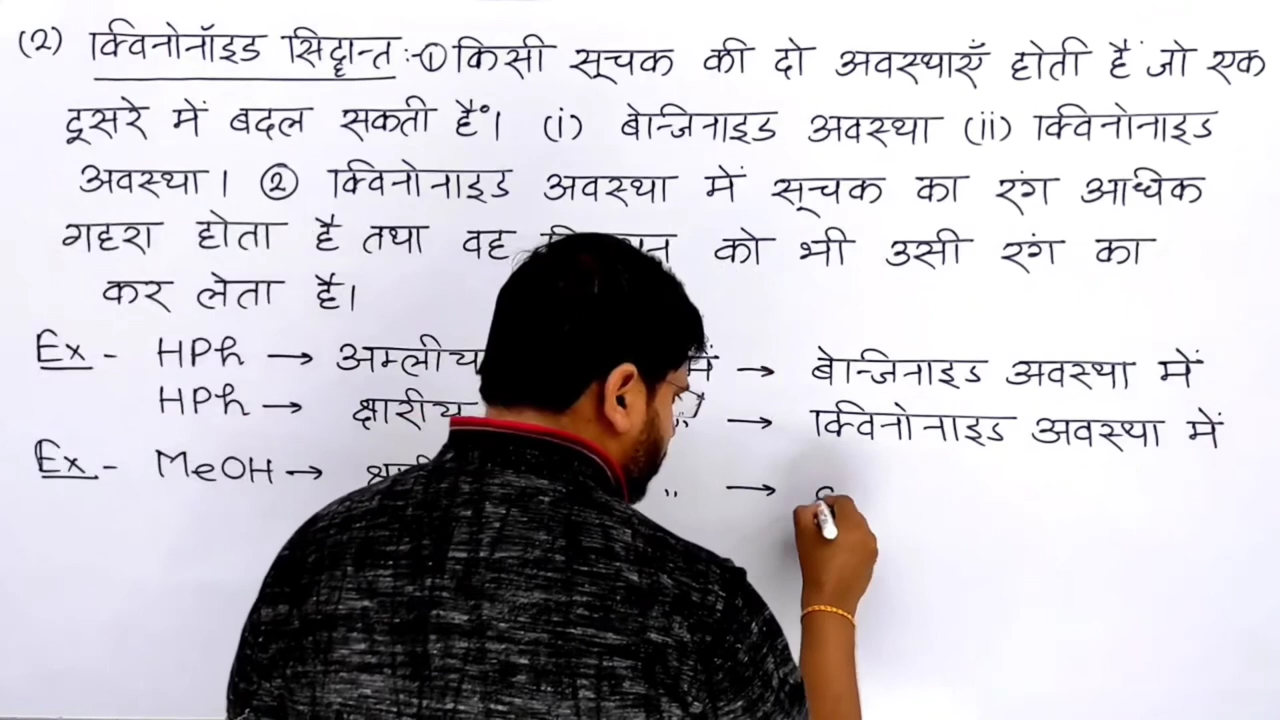 (2) क्विनोनॉइड सिद्धान्त :- ① किसी सूचक की दो अवस्थाएँ होती हैं जो एक
दूसरे में बदल सकती हैं। (i) बेन्जिनाइड अवस्था (ii) क्विनोनाइड
अवस्था। ② क्विनोनाइड अवस्था में सूचक का रंग अधिक
गहरा होता है तथा वह को भी उसी रंग का
कर लेता है।
Ex - HPh → अम्लीय में → बेन्जिनाइड अवस्था में
HPh → क्षारीय " → क्विनोनाइड अवस्था में
Ex - MeOH → " →